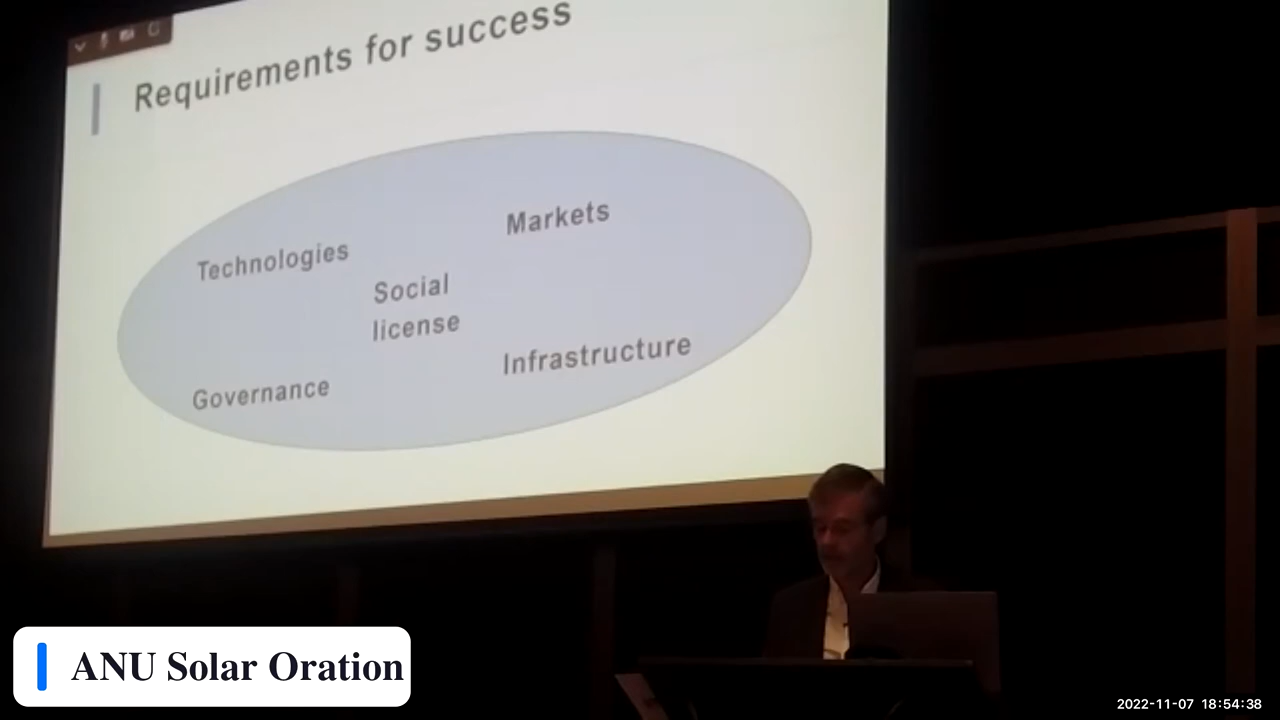 Requirements for success
Markets
Technologies
Social
license
Infrastructure
Governance
ANU Solar Oration
2022-11-07 18:54:38